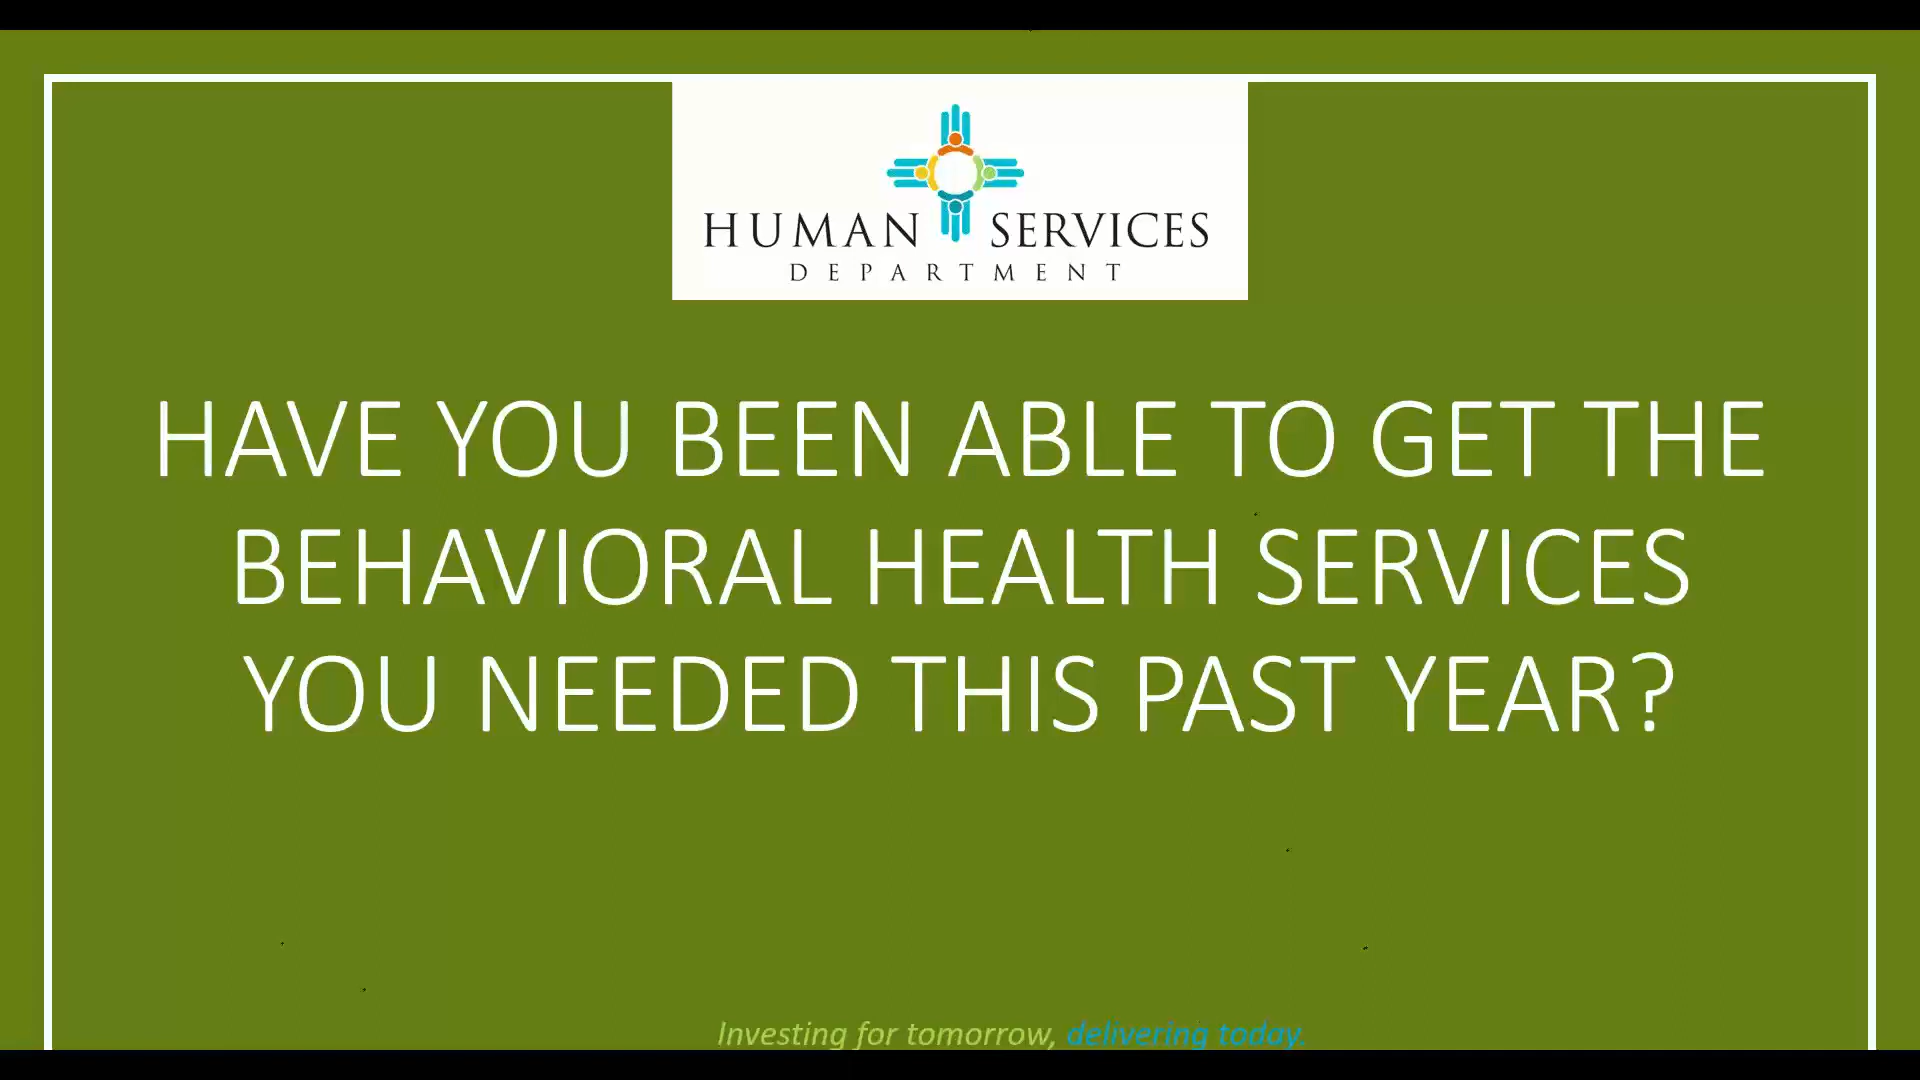 HUMAN SERVICES
DEPARTMENT
HAVE YOU BEEN ABLE TO GET THE
BEHAVIORAL HEALTH SERVICES
YOU NEEDED THIS PAST YEAR?
Investing for tomorrow, delivering today.